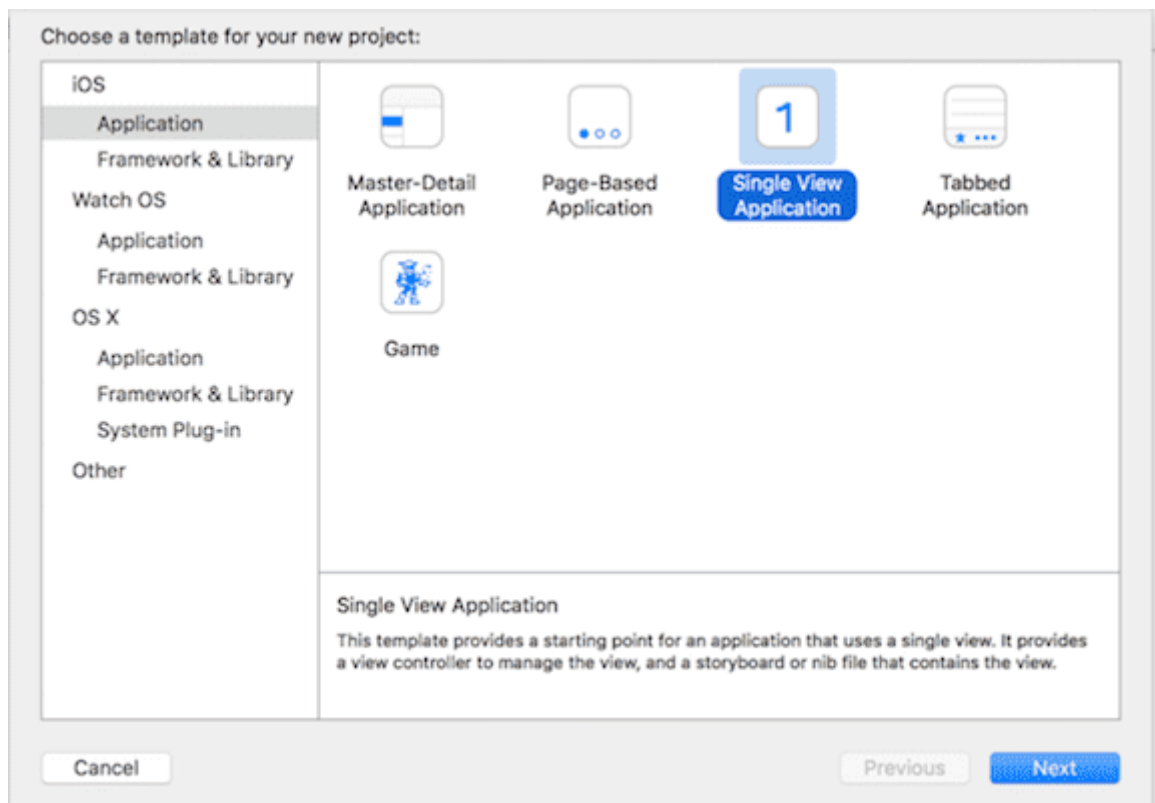 Choose a template for your new project:
iOS
Application
Framework & Library
Watch OS
Application
Framework & Library
OS X
Application
Framework & Library
System Plug-in
Other
Master-Detail
Application
Page-Based
Application
1
Single View
Application
Tabbed
Application
Game
Single View Application
This template provides a starting point for an application that uses a single view. It provides
a view controller to manage the view, and a storyboard or nib file that contains the view.
Cancel
Previous
Next